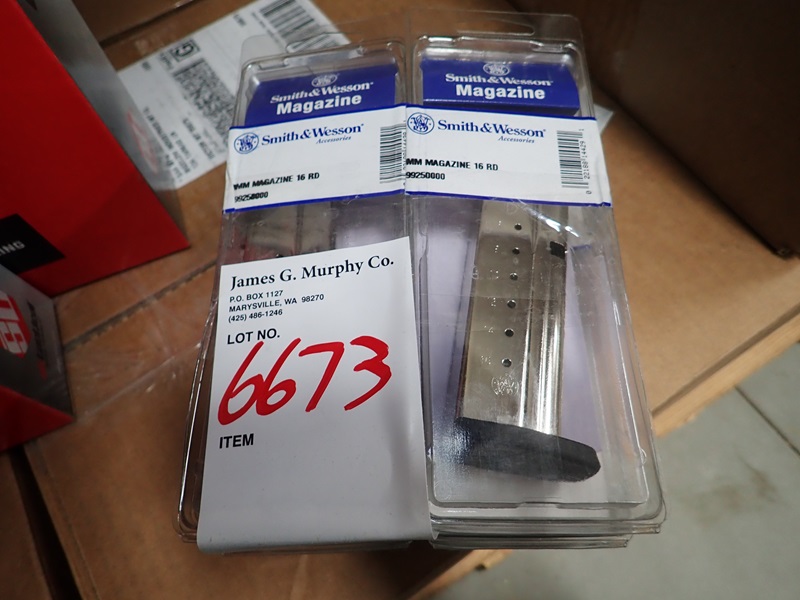 Smith & Wesson
Magazine
Smith & Wesson
Accessories
9MM MAGAZINE 16 RD
99250000
Smith & Wesson
Magazine
Smith & Wesson
Accessories
9MM MAGAZINE 16 RD
99250000
James G. Murphy Co.
P.O. BOX 1127
MARYSVILLE, WA 98270
(425) 486-1246
LOT NO.
6673
ITEM